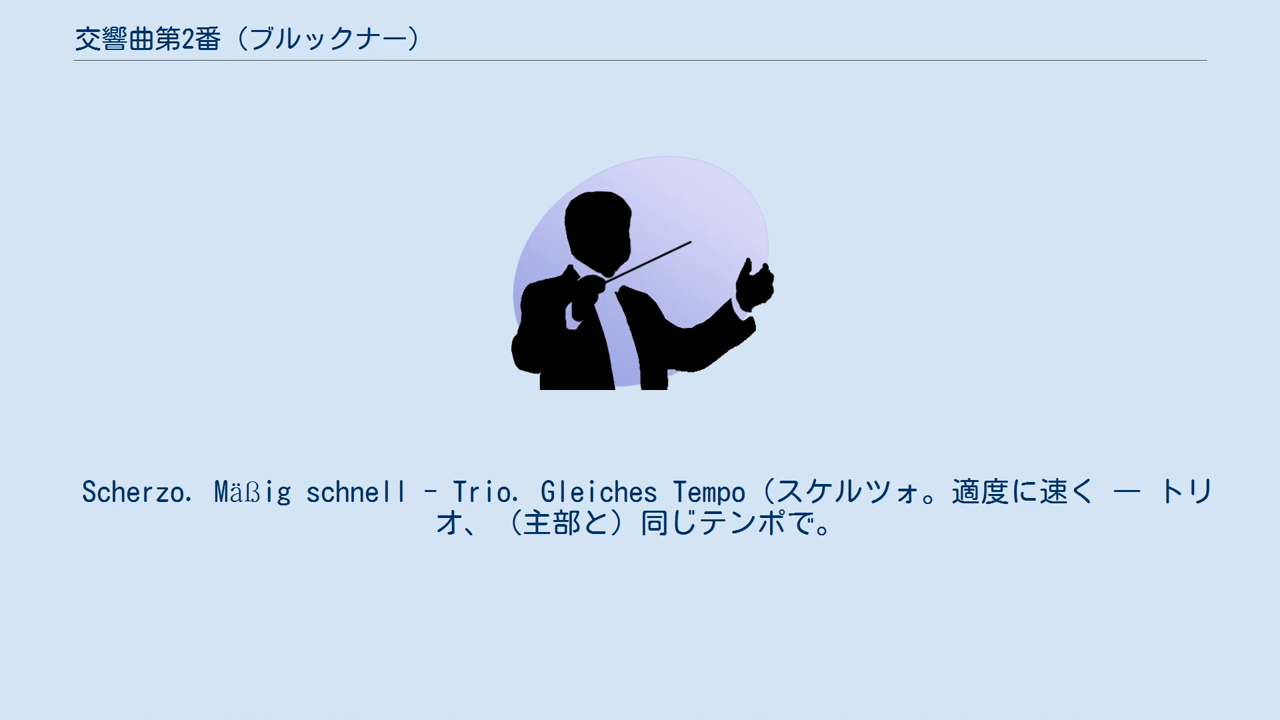 交響曲第2番（ブルックナー）
Scherzo. Mäßig schnell - Trio. Gleiches Tempo（スケルツォ。適度に速く ― トリ
オ、（主部と）同じテンポで。